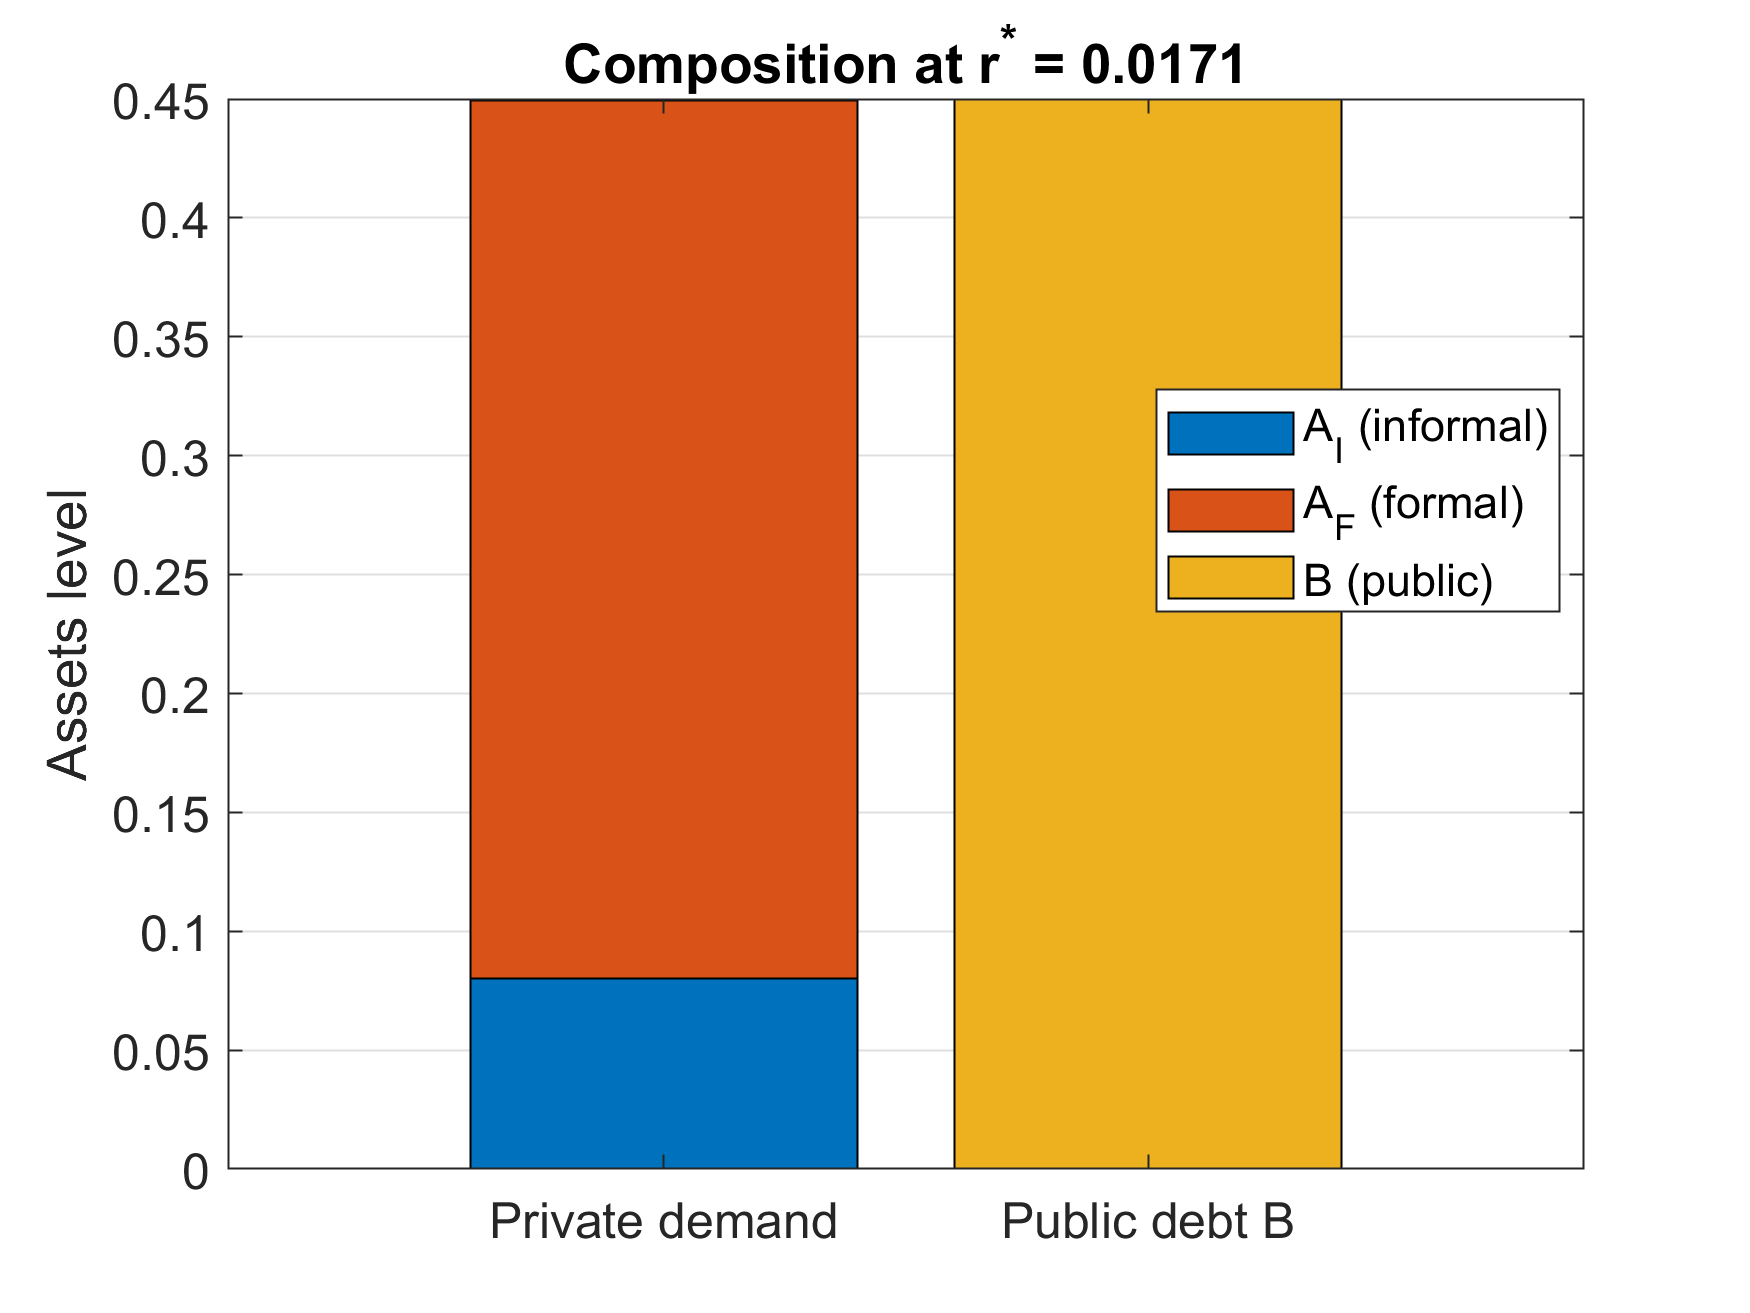 Composition at r* = 0.0171
0.45
0.4
0.35
0.3
0.25
0.2
0.15
0.1
0.05
0
Assets level
A_I (informal)
A_F (formal)
B (public)
Private demand
Public debt B